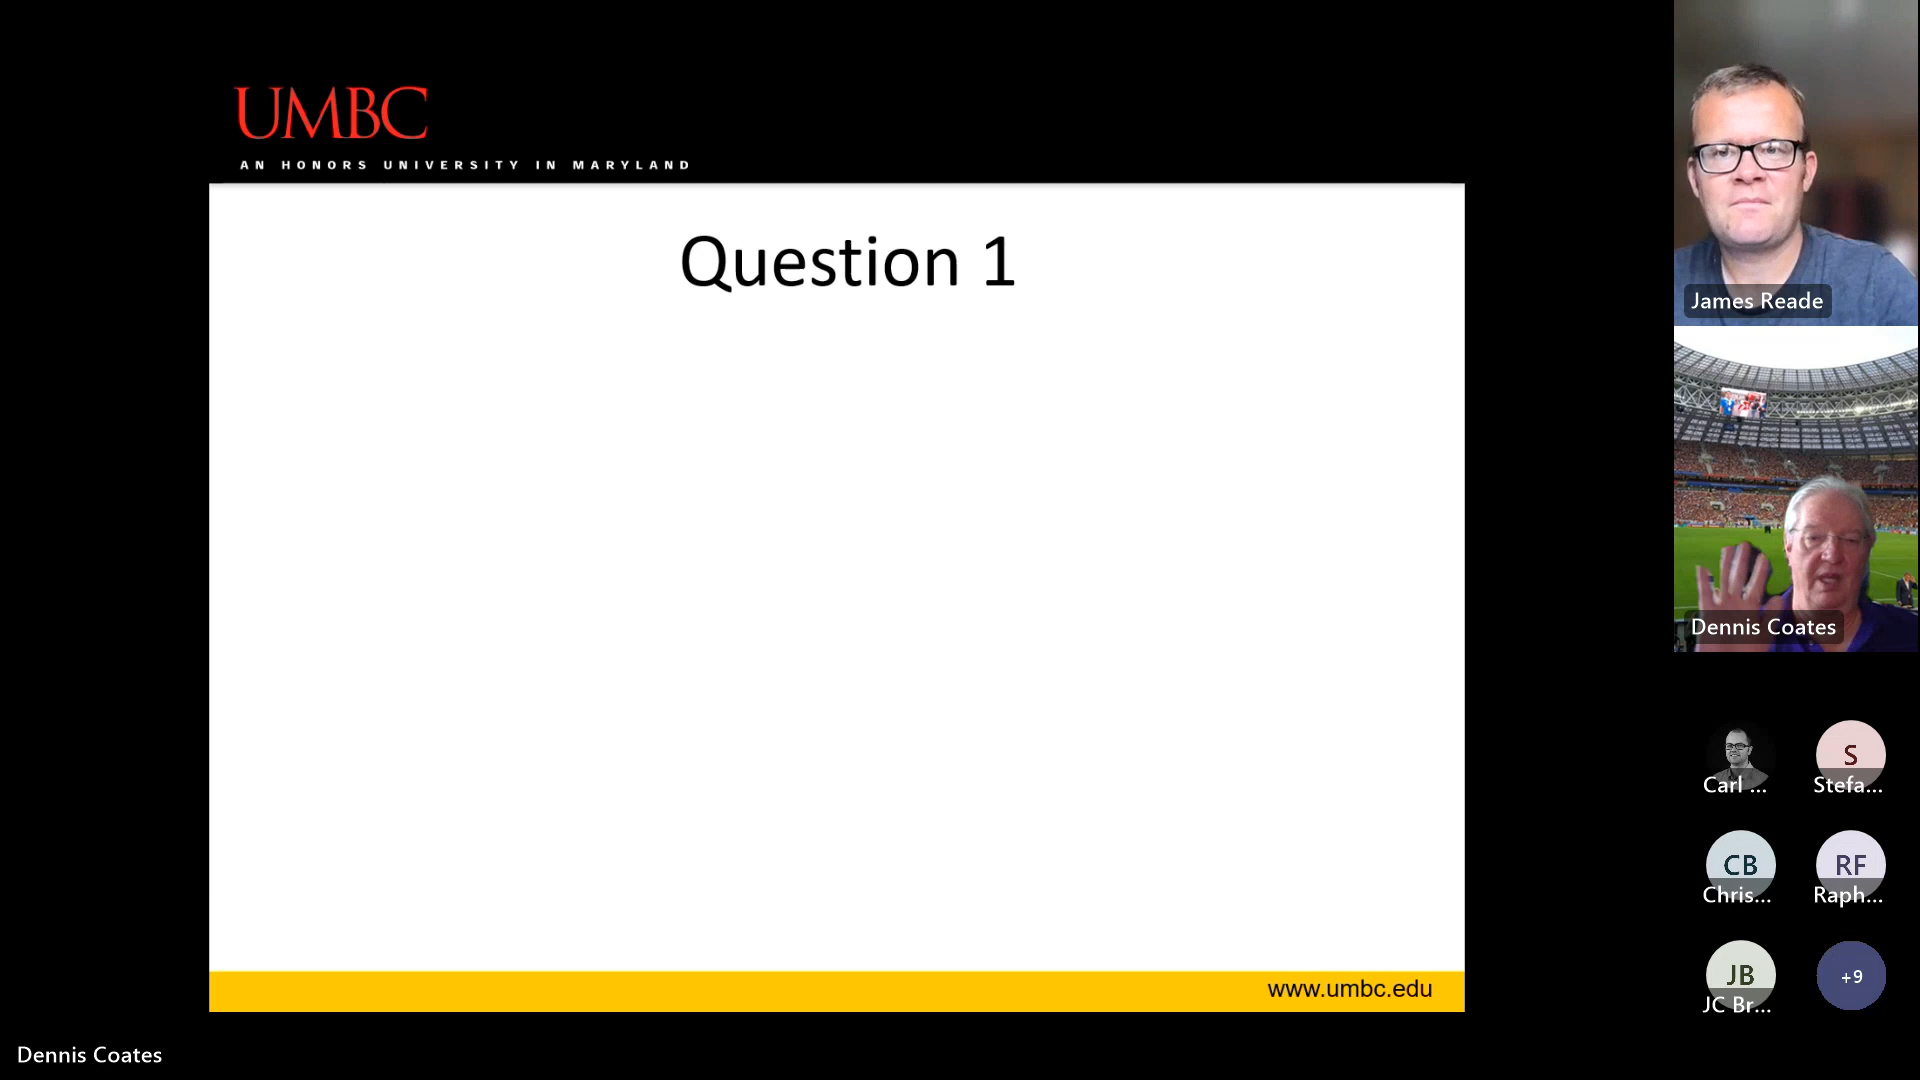 UMBC
AN HONORS UNIVERSITY IN MARYLAND
Question 1
www.umbc.edu
Dennis Coates
James Reade
Dennis Coates
Carl ...
S
Stefa...
CB
Chris...
RF
Raph...
JB
JC Br...
+9